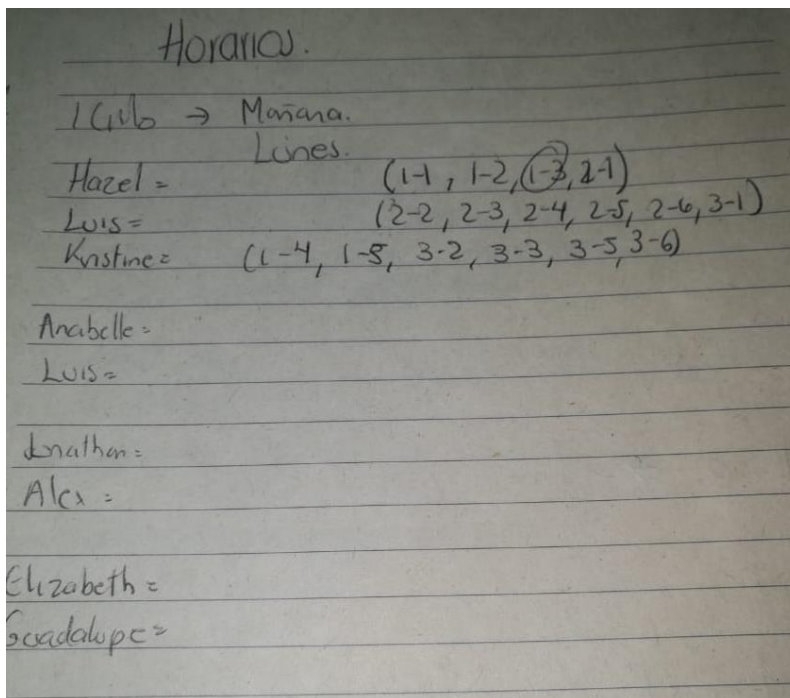 Horarios.
I Ciclo → Mañana.
Lunes.
Hazel = (1-1, 1-2, 1-3, 2-1)
Luis = (2-2, 2-3, 2-4, 2-5, 2-6, 3-1)
Kristine = (1-4, 1-5, 3-2, 3-3, 3-5, 3-6)
Anabelle =
Luis =
Jonathan =
Alex =
Elizabeth =
Guadalupe =